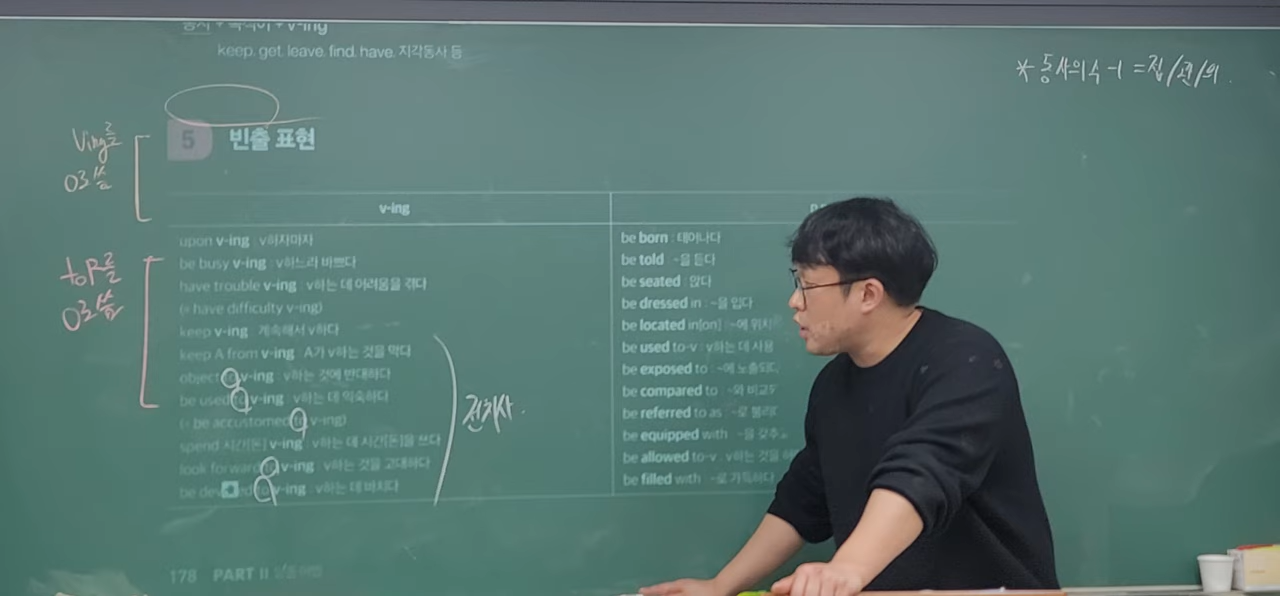 동사 + 목적어 + v-ing
keep. get. leave. find. have. 지각동사 등
* 동사의 수 -1 = 접/관/의
5 빈출 표현
Ving를
O로 씀
toR를
O로 씀
v-ing
upon v-ing : v하자마자
be busy v-ing : v하느라 바쁘다
have trouble v-ing : v하는 데 어려움을 겪다
(= have difficulty v-ing)
keep v-ing 계속해서 v하다
keep A from v-ing : A가 v하는 것을 막다
object to v-ing : v하는 것에 반대하다
be used to v-ing : v하는 데 익숙하다
(= be accustomed to v-ing)
spend 시간[돈] v-ing : v하는 데 시간[돈]을 쓰다
look forward to v-ing v하는 것을 고대하다
be devoted to v-ing : v하는 데 바치다
전치사.
be born : 태어나다
be told : ~을 듣다
be seated : 앉다
be dressed in : ~을 입다
be located in[on] : ~에 위치
be used to-v : v하는 데 사용
be exposed to : ~에 노출되다
be compared to : ~와 비교되
be referred to as : ~로 불리
be equipped with ~을 갖추
be allowed to-v : v하는 것을
be filled with ~로 가득하다
178 PART II